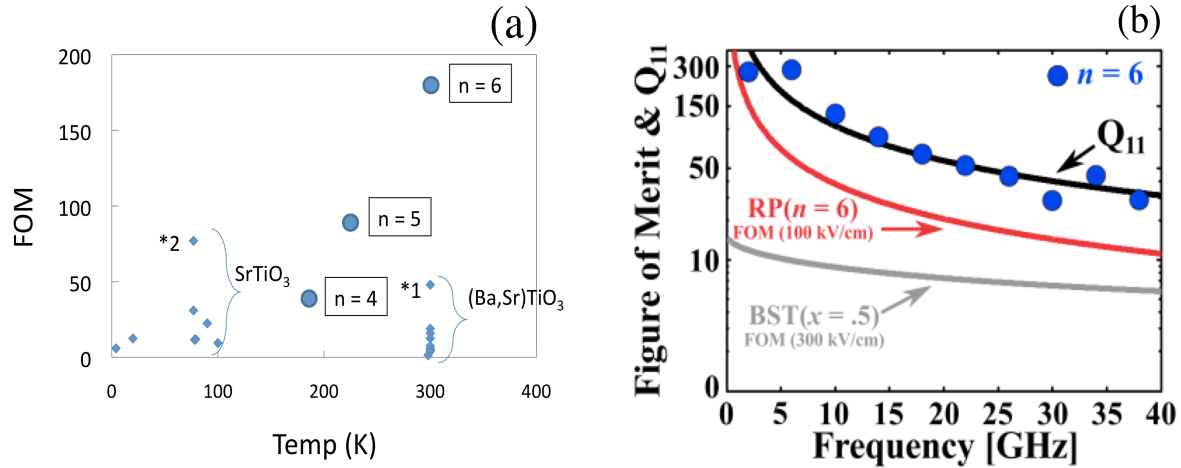 (a)
200
150
100
50
0
FOM
n = 6
n = 5
n = 4
*2
SrTiO3
*1
(Ba,Sr)TiO3
0
100
200
300
400
Temp (K)
(b)
Figure of Merit & Q11
300
150
50
10
0
n = 6
Q11
RP(n = 6)
FOM (100 kV/cm)
BST(x = .5)
FOM (300 kV/cm)
0 5 10 15 20 25 30 35 40
Frequency [GHz]